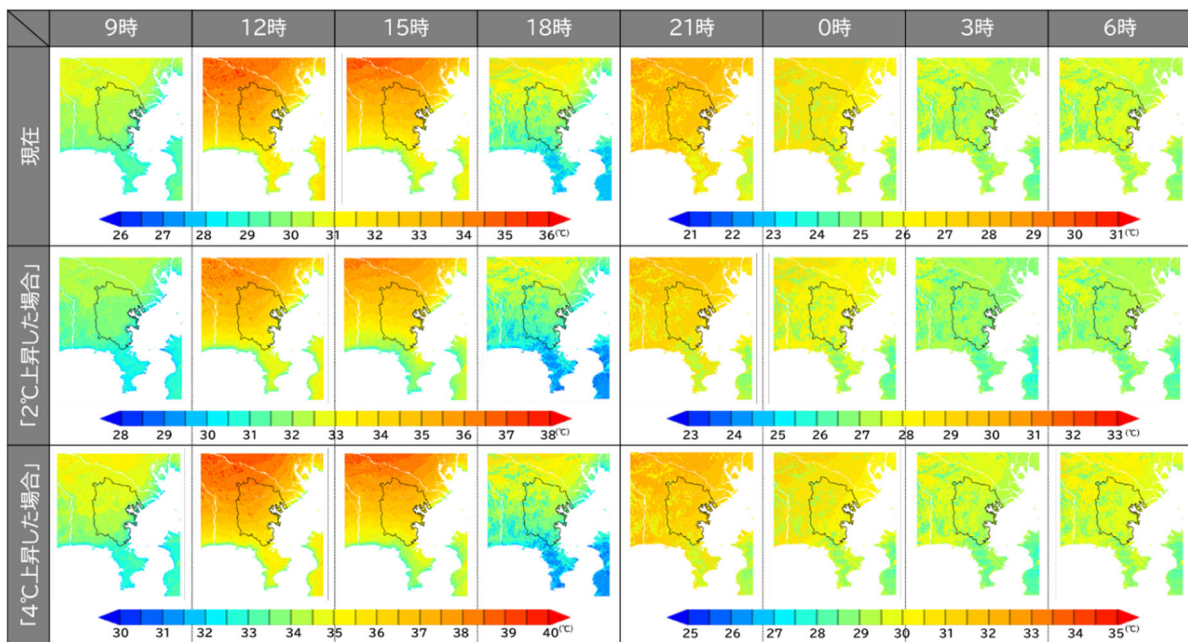 9時 12時 15時 18時 21時 0時 3時 6時
現在
26 27 28 29 30 31 32 33 34 35 36(℃)
21 22 23 24 25 26 27 28 29 30 31(℃)
「2℃上昇した場合」
28 29 30 31 32 33 34 35 36 37 38(℃)
23 24 25 26 27 28 29 30 31 32 33(℃)
「4℃上昇した場合」
30 31 32 33 34 35 36 37 38 39 40(℃)
25 26 27 28 29 30 31 32 33 34 35(℃)